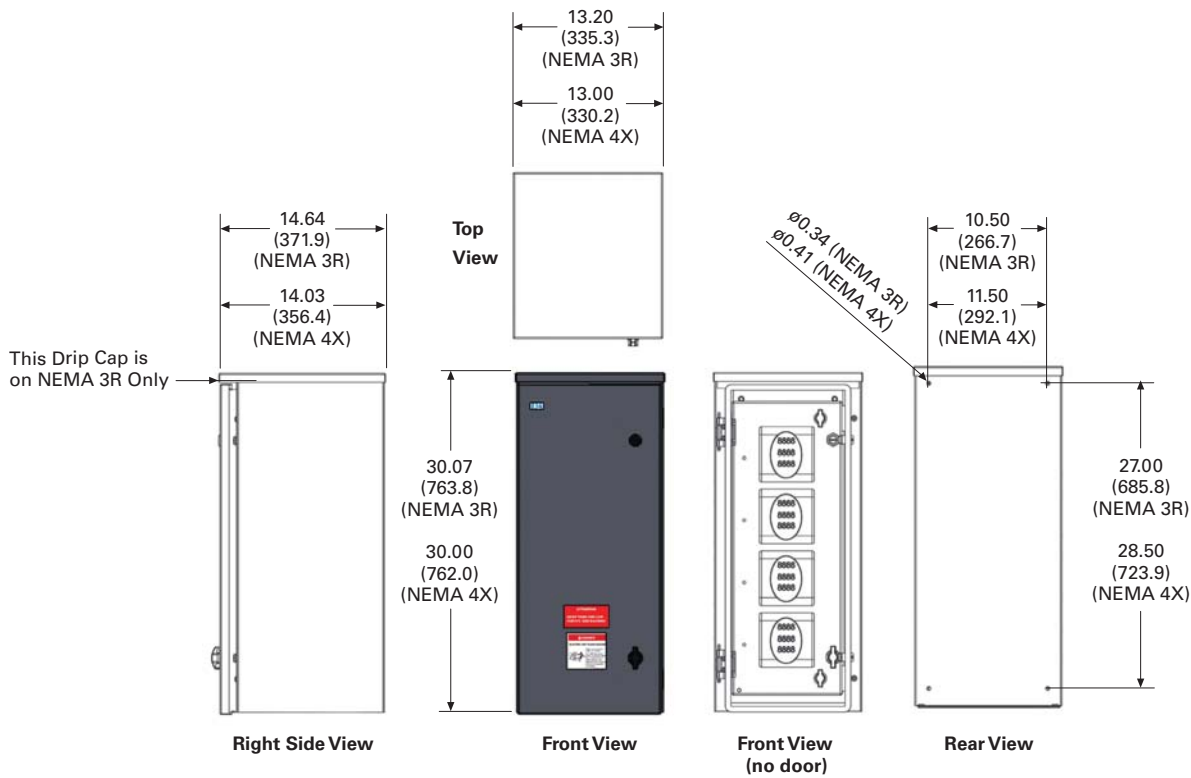 13.20
(335.3)
(NEMA 3R)
13.00
(330.2)
(NEMA 4X)
14.64
(371.9)
(NEMA 3R)
14.03
(356.4)
(NEMA 4X)
Top
View
ø0.34 (NEMA 3R)
ø0.41 (NEMA 4X)
10.50
(266.7)
(NEMA 3R)
11.50
(292.1)
(NEMA 4X)
This Drip Cap is
on NEMA 3R Only
30.07
(763.8)
(NEMA 3R)
30.00
(762.0)
(NEMA 4X)
27.00
(685.8)
(NEMA 3R)
28.50
(723.9)
(NEMA 4X)
Right Side View
Front View
Front View
(no door)
Rear View